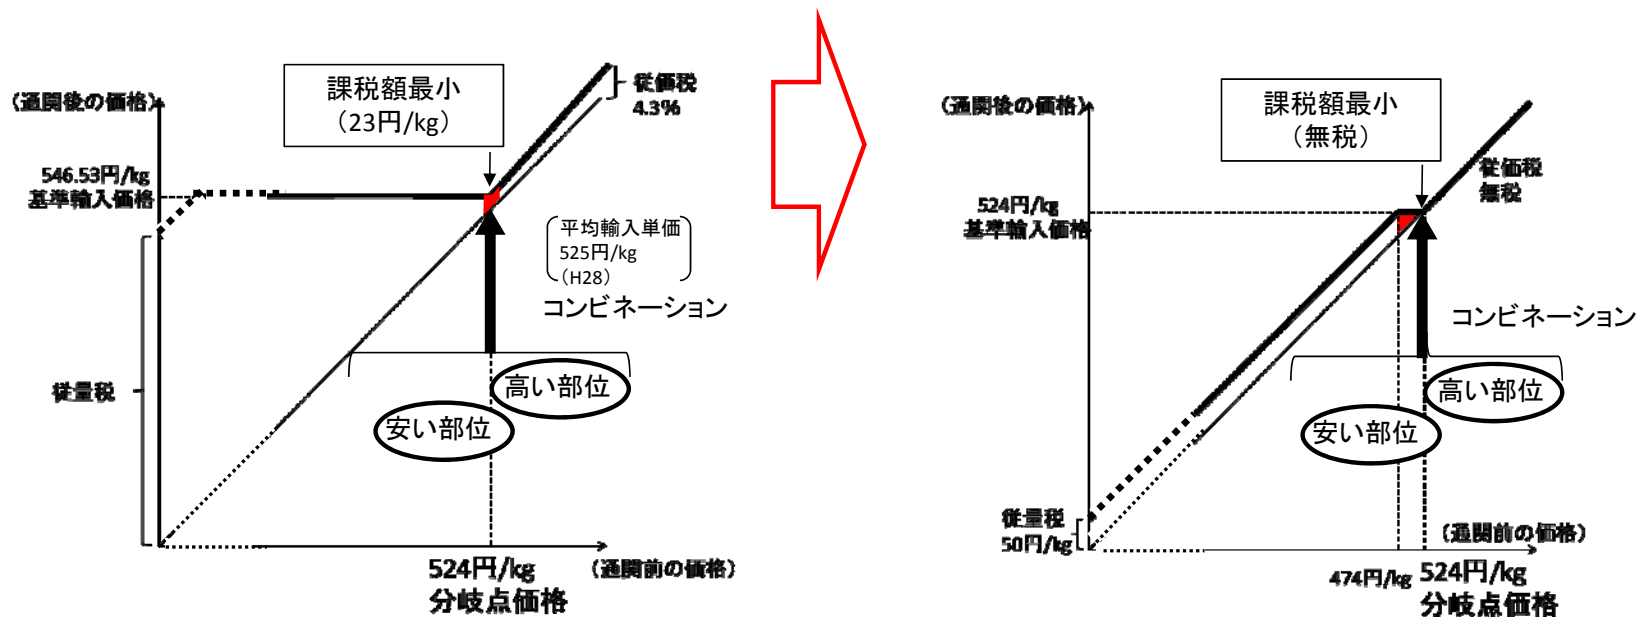 課税額最小
（23円/kg）
従価税
4.3%
（通関後の価格）
546.53円/kg
基準輸入価格
平均輸入単価
525円/kg
（H28）
コンビネーション
従量税
高い部位
安い部位
524円/kg
分岐点価格
（通関前の価格）
課税額最小
（無税）
（通関後の価格）
従価税
無税
524円/kg
基準輸入価格
コンビネーション
高い部位
安い部位
従量税
50円/kg
（通関前の価格）
474円/kg
524円/kg
分岐点価格